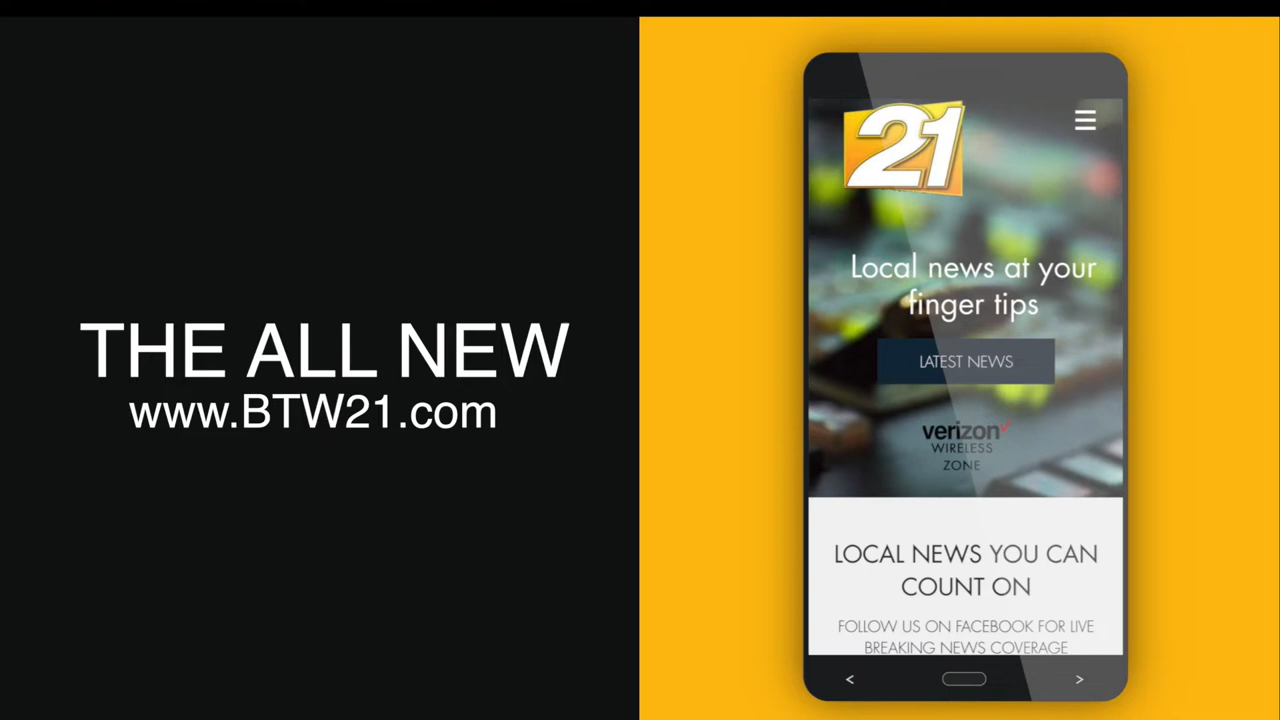 THE ALL NEW
www.BTW21.com
21
Local news at your
finger tips
LATEST NEWS
verizon
WIRELESS
ZONE
LOCAL NEWS YOU CAN
COUNT ON
FOLLOW US ON FACEBOOK FOR LIVE
BREAKING NEWS COVERAGE